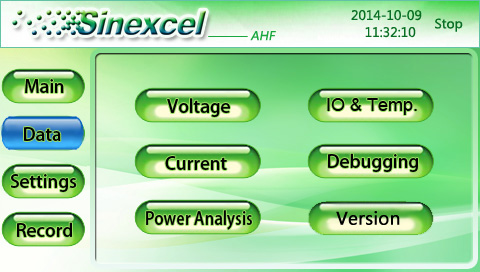 Sinexcel
AHF
2014-10-09
11:32:10
Stop
Main
Data
Settings
Record
Voltage
IO & Temp.
Current
Debugging
Power Analysis
Version